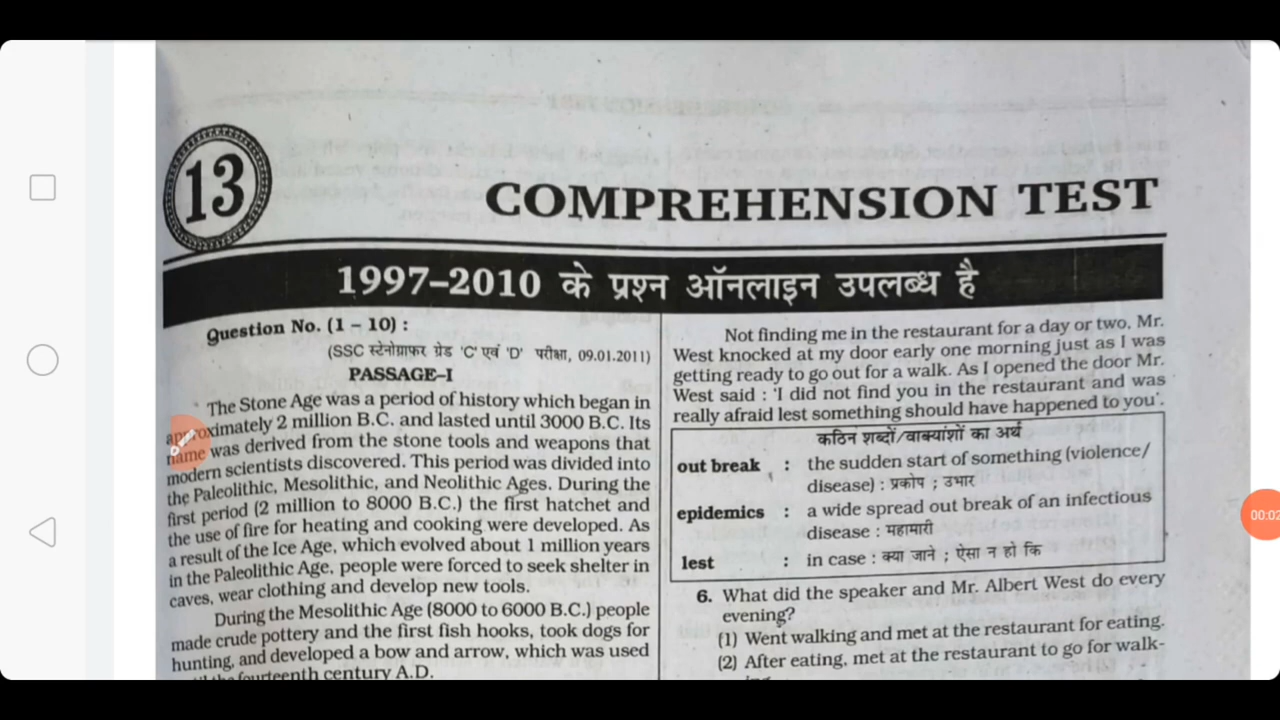 13
COMPREHENSION TEST
1997–2010 के प्रश्न ऑनलाइन उपलब्ध है
Question No. (1 – 10) :
(SSC स्टेनोग्राफर ग्रेड 'C' एवं 'D' परीक्षा, 09.01.2011)
PASSAGE–I
The Stone Age was a period of history which began in
approximately 2 million B.C. and lasted until 3000 B.C. Its
name was derived from the stone tools and weapons that
modern scientists discovered. This period was divided into
the Paleolithic, Mesolithic, and Neolithic Ages. During the
first period (2 million to 8000 B.C.) the first hatchet and
the use of fire for heating and cooking were developed. As
a result of the Ice Age, which evolved about 1 million years
in the Paleolithic Age, people were forced to seek shelter in
caves, wear clothing and develop new tools.
During the Mesolithic Age (8000 to 6000 B.C.) people
made crude pottery and the first fish hooks, took dogs for
hunting, and developed a bow and arrow, which was used
the fourteenth century A.D.
Not finding me in the restaurant for a day or two, Mr.
West knocked at my door early one morning just as I was
getting ready to go out for a walk. As I opened the door Mr.
West said : 'I did not find you in the restaurant and was
really afraid lest something should have happened to you'.
कठिन शब्दों/वाक्यांशों का अर्थ
out break : the sudden start of something (violence/
disease) : प्रकोप ; उभार
epidemics : a wide spread out break of an infectious
disease : महामारी
lest : in case : क्या जाने ; ऐसा न हो कि
6. What did the speaker and Mr. Albert West do every
evening?
(1) Went walking and met at the restaurant for eating.
(2) After eating, met at the restaurant to go for walk-
00:02